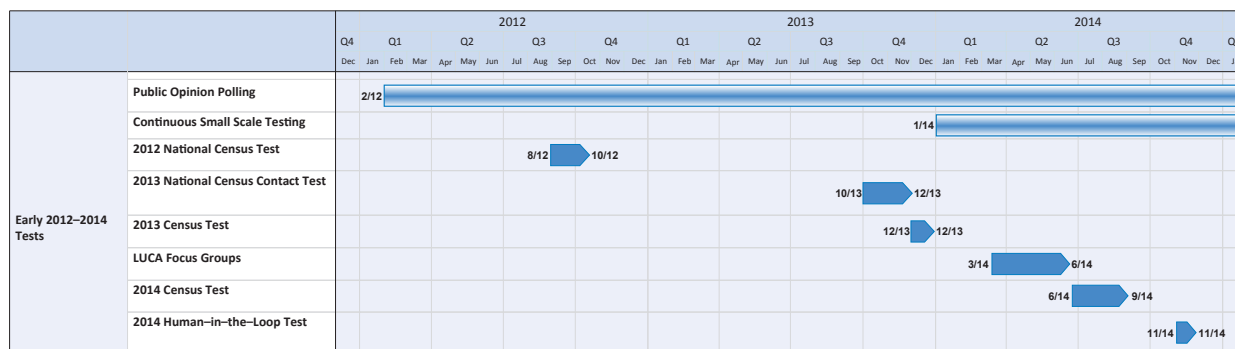 2012 2013 2014
Q4 Q1 Q2 Q3 Q4 Q1 Q2 Q3 Q4 Q1 Q2 Q3 Q4
Dec Jan Feb Mar Apr May Jun Jul Aug Sep Oct Nov Dec Jan Feb Mar Apr May Jun Jul Aug Sep Oct Nov Dec Jan Feb Mar Apr May Jun Jul Aug Sep Oct Nov Dec
Early 2012–2014
Tests
Public Opinion Polling
2/12
Continuous Small Scale Testing
1/14
2012 National Census Test
8/12 10/12
2013 National Census Contact Test
10/13 12/13
2013 Census Test
12/13 12/13
LUCA Focus Groups
3/14 6/14
2014 Census Test
6/14 9/14
2014 Human–in–the–Loop Test
11/14 11/14